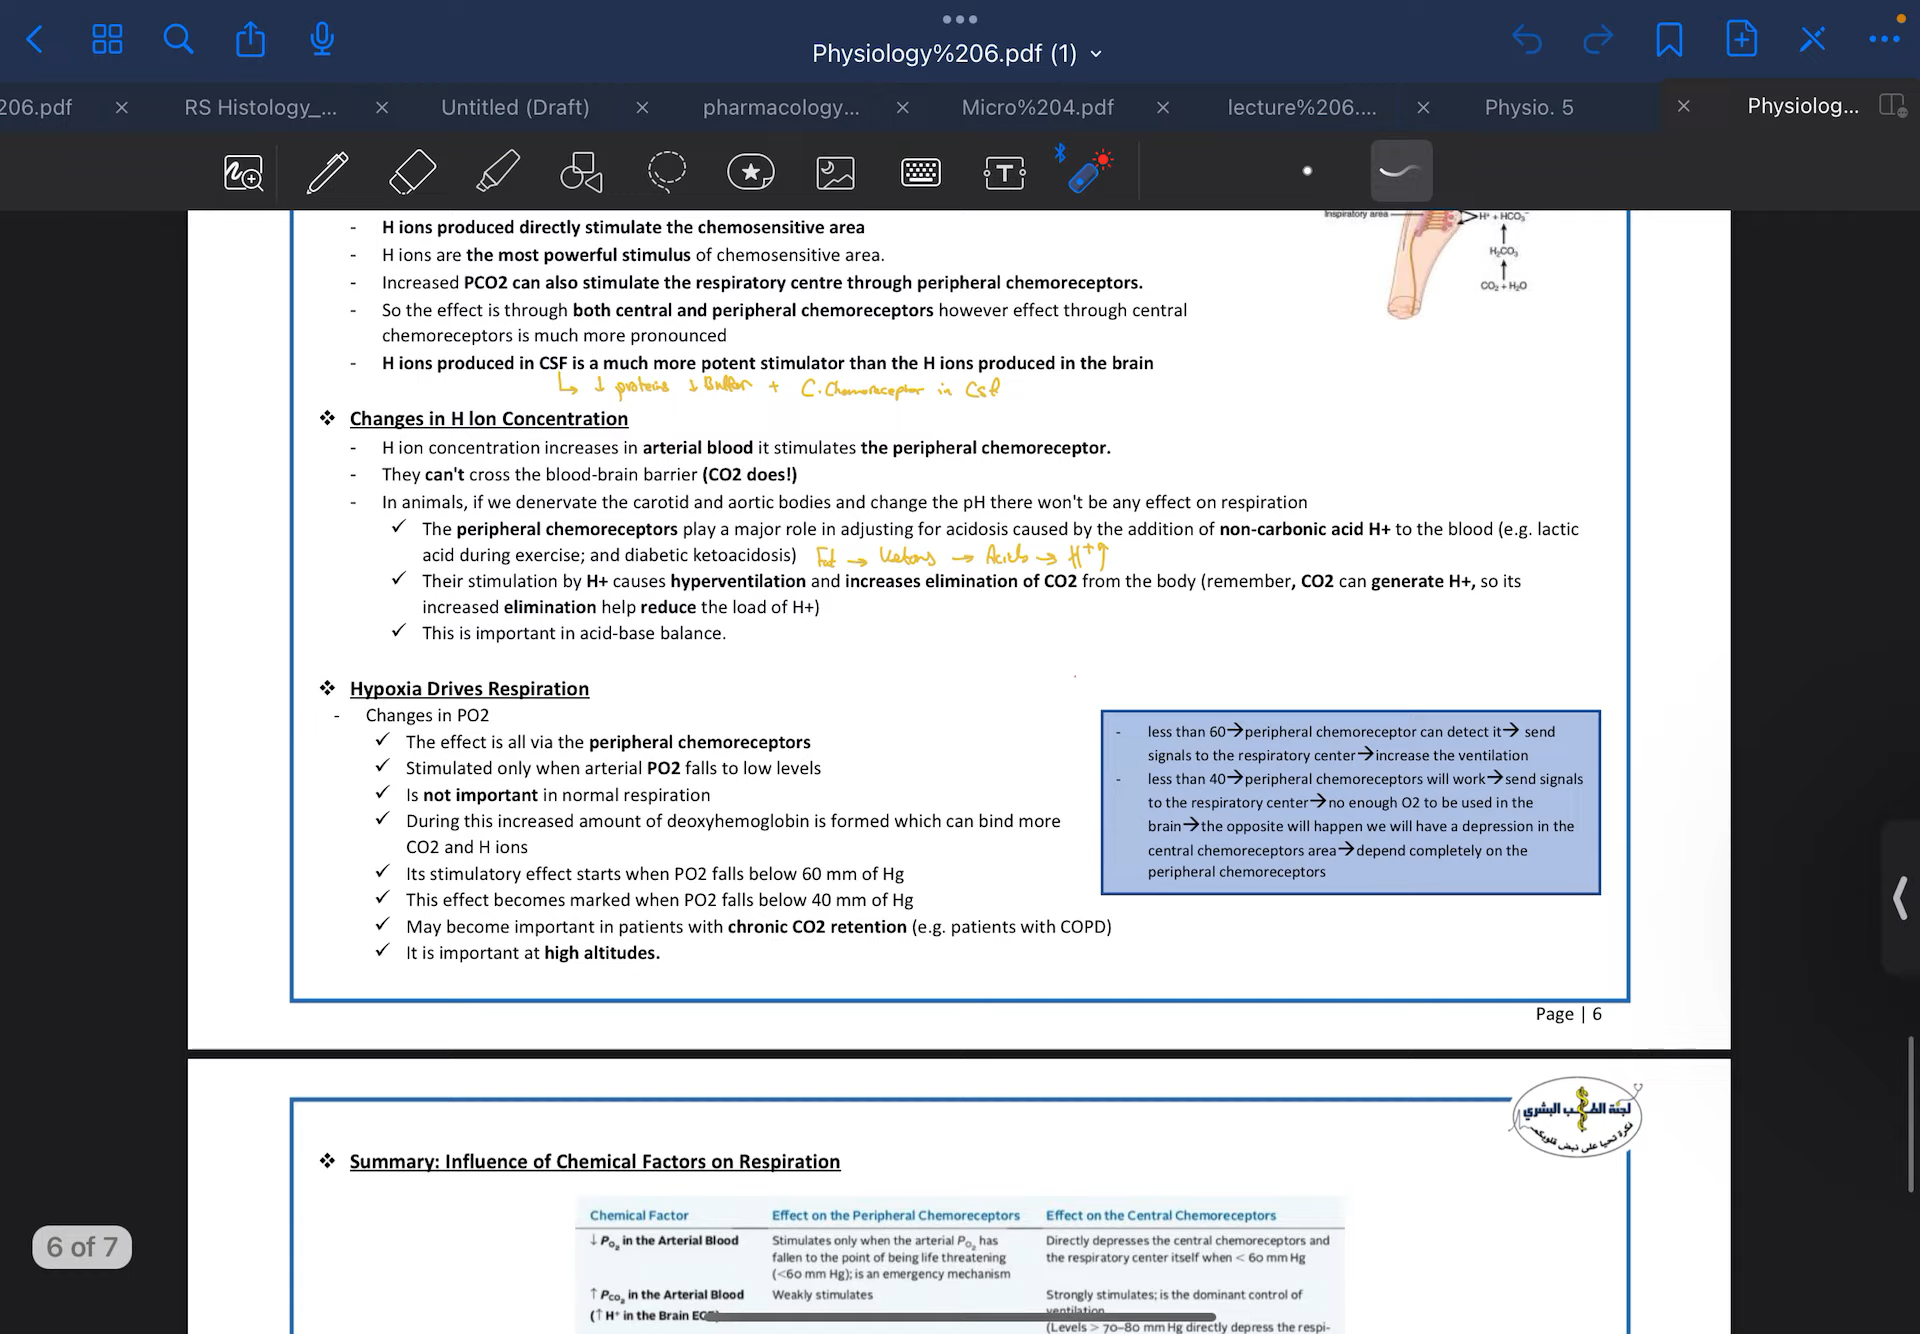 Physiology%206.pdf (1)
206.pdf
RS Histology_...
Untitled (Draft)
pharmacology...
Micro%204.pdf
lecture%206....
Physio. 5
Physiolog...
Inspiratory area
H⁺ + HCO₃⁻
H₂CO₃
CO₂ + H₂O
- H ions produced directly stimulate the chemosensitive area
- H ions are the most powerful stimulus of chemosensitive area.
- Increased PCO2 can also stimulate the respiratory centre through peripheral chemoreceptors.
- So the effect is through both central and peripheral chemoreceptors however effect through central
chemoreceptors is much more pronounced
- H ions produced in CSF is a much more potent stimulator than the H ions produced in the brain
↳ ↓ proteins ↓ Buffer + C. Chemoreceptor in CSF
❖ Changes in H Ion Concentration
- H ion concentration increases in arterial blood it stimulates the peripheral chemoreceptor.
- They can't cross the blood-brain barrier (CO2 does!)
- In animals, if we denervate the carotid and aortic bodies and change the pH there won't be any effect on respiration
✓ The peripheral chemoreceptors play a major role in adjusting for acidosis caused by the addition of non-carbonic acid H+ to the blood (e.g. lactic
acid during exercise; and diabetic ketoacidosis) Fat → Ketons → Acids → H⁺↑
✓ Their stimulation by H+ causes hyperventilation and increases elimination of CO2 from the body (remember, CO2 can generate H+, so its
increased elimination help reduce the load of H+)
✓ This is important in acid-base balance.
❖ Hypoxia Drives Respiration
- Changes in PO2
✓ The effect is all via the peripheral chemoreceptors
✓ Stimulated only when arterial PO2 falls to low levels
✓ Is not important in normal respiration
✓ During this increased amount of deoxyhemoglobin is formed which can bind more
CO2 and H ions
✓ Its stimulatory effect starts when PO2 falls below 60 mm of Hg
✓ This effect becomes marked when PO2 falls below 40 mm of Hg
✓ May become important in patients with chronic CO2 retention (e.g. patients with COPD)
✓ It is important at high altitudes.
- less than 60→peripheral chemoreceptor can detect it→ send
signals to the respiratory center→increase the ventilation
- less than 40→peripheral chemoreceptors will work→send signals
to the respiratory center→no enough O2 to be used in the
brain→the opposite will happen we will have a depression in the
central chemoreceptors area→depend completely on the
peripheral chemoreceptors
Page | 6
لجنة الطب البشري
فكرة تحيا على نبض قلوبكم
❖ Summary: Influence of Chemical Factors on Respiration
Chemical Factor
Effect on the Peripheral Chemoreceptors
Effect on the Central Chemoreceptors
↓ PO₂ in the Arterial Blood
Stimulates only when the arterial PO₂ has
fallen to the point of being life threatening
(<60 mm Hg); is an emergency mechanism
Directly depresses the central chemoreceptors and
the respiratory center itself when < 60 mm Hg
↑ PCO₂ in the Arterial Blood
(↑ H⁺ in the Brain
Weakly stimulates
Strongly stimulates; is the dominant control of
ventilation
(Levels > 70–80 mm Hg directly depress the respi-
6 of 7